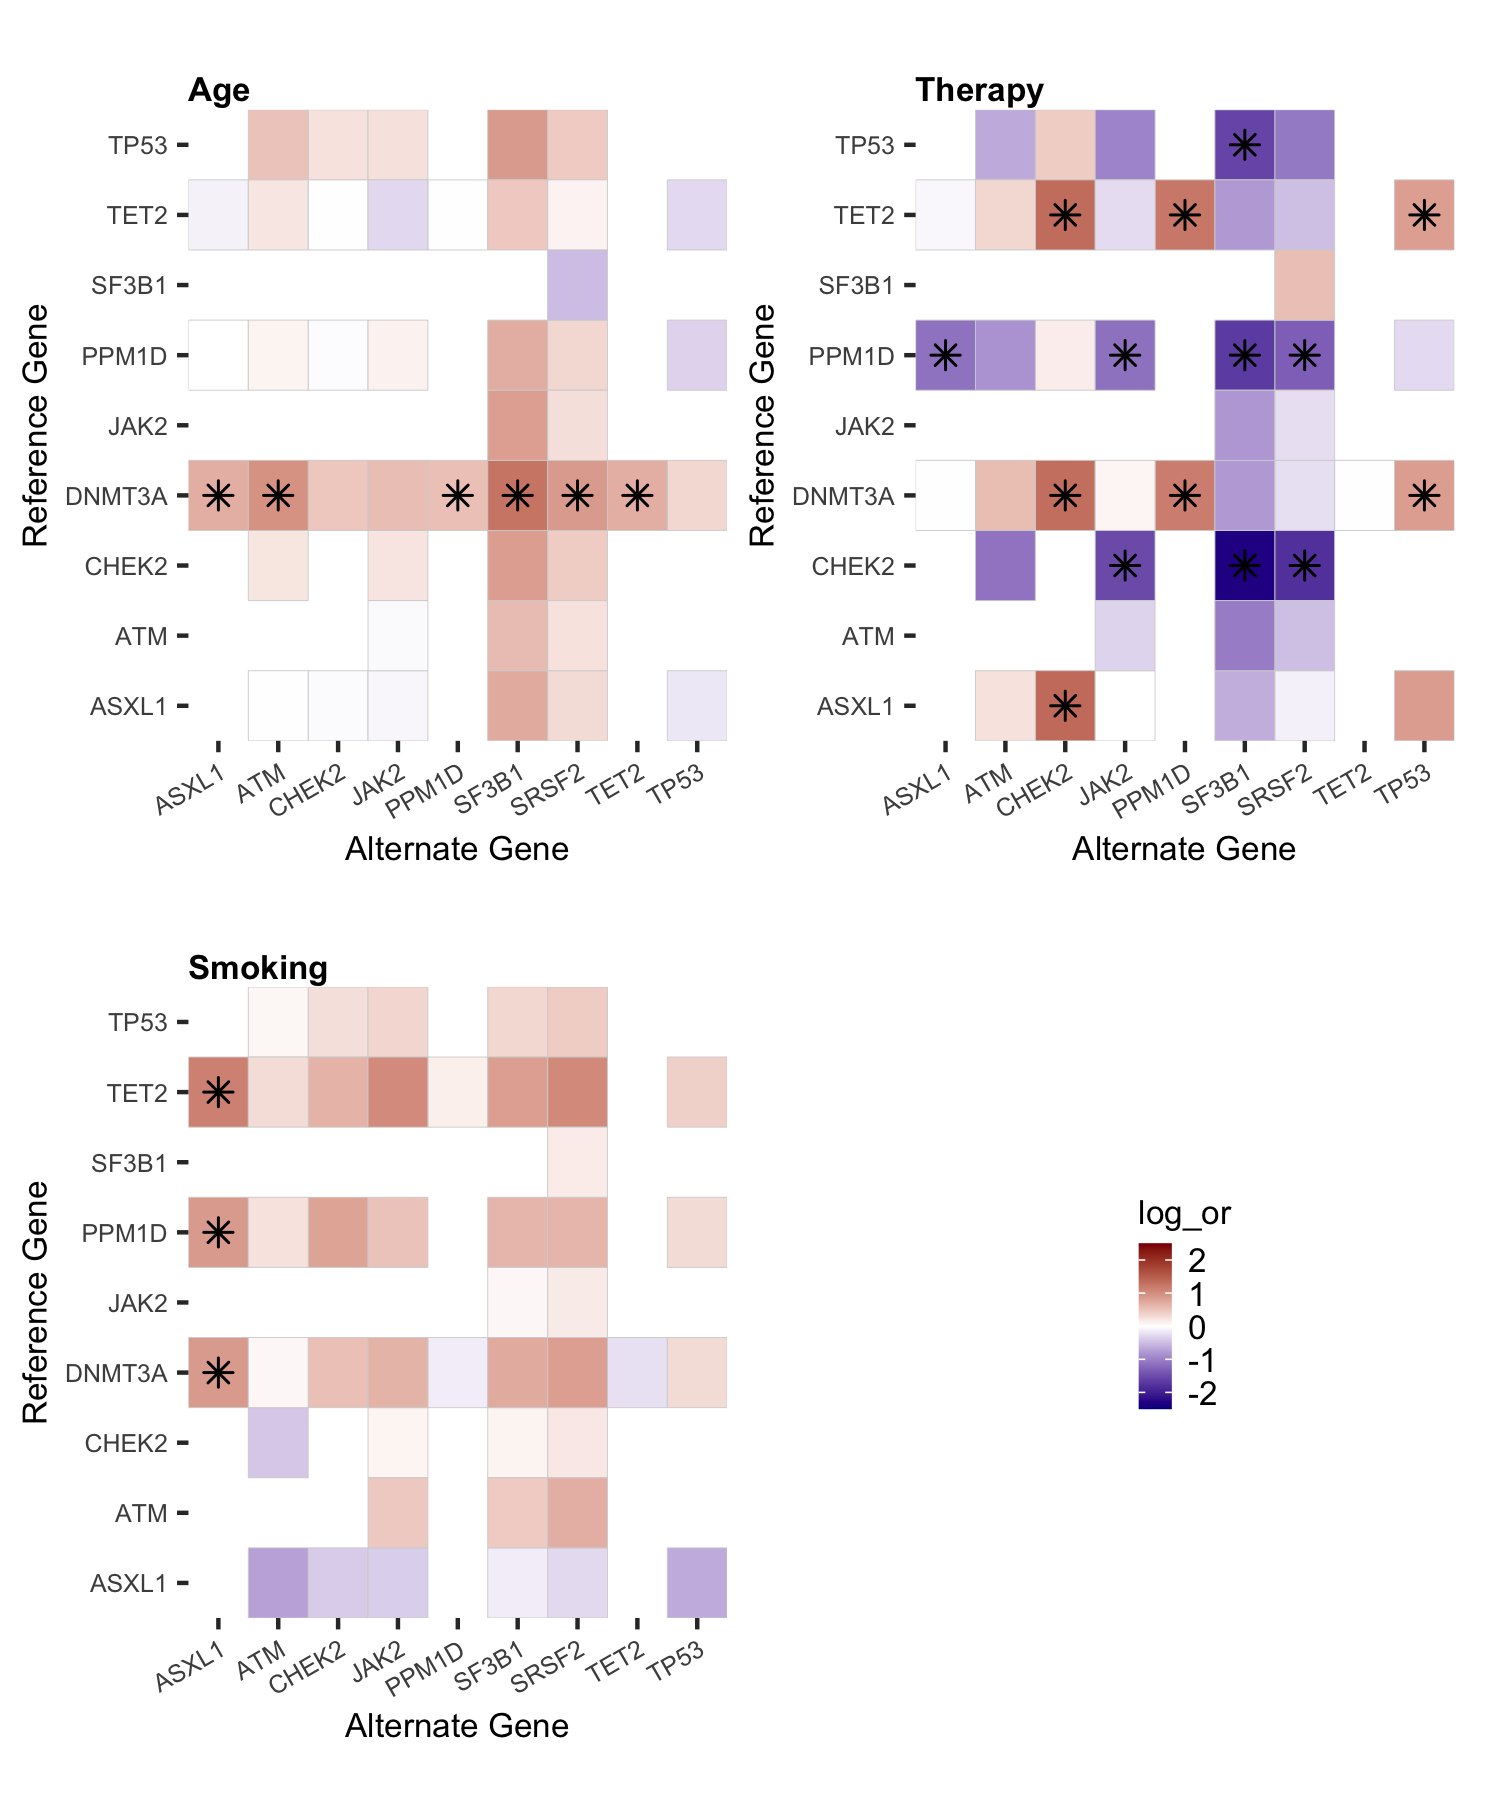 Age
Reference Gene
TP53
TET2
SF3B1
PPM1D
JAK2
DNMT3A
CHEK2
ATM
ASXL1
ASXL1 ATM CHEK2 JAK2 PPM1D SF3B1 SRSF2 TET2 TP53
Alternate Gene
Therapy
Reference Gene
TP53
TET2
SF3B1
PPM1D
JAK2
DNMT3A
CHEK2
ATM
ASXL1
ASXL1 ATM CHEK2 JAK2 PPM1D SF3B1 SRSF2 TET2 TP53
Alternate Gene
Smoking
Reference Gene
TP53
TET2
SF3B1
PPM1D
JAK2
DNMT3A
CHEK2
ATM
ASXL1
ASXL1 ATM CHEK2 JAK2 PPM1D SF3B1 SRSF2 TET2 TP53
Alternate Gene
log_or
2
1
0
-1
-2